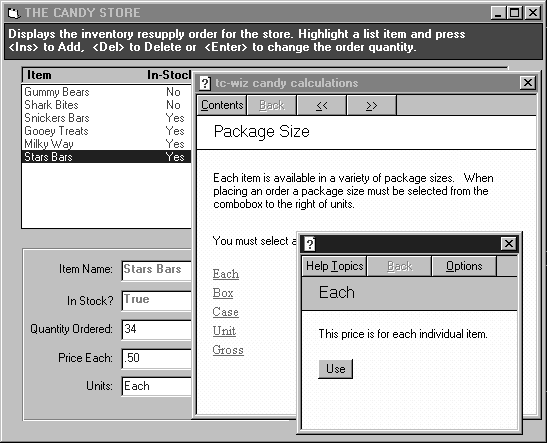 THE CANDY STORE
Displays the inventory resupply order for the store. Highlight a list item and press
<Ins> to Add, <Del> to Delete or <Enter> to change the order quantity.
Item In-Stock
Gummy Bears No
Shark Bites No
Snickers Bars Yes
Gooey Treats Yes
Milky Way Yes
Stars Bars Yes
Item Name: Stars Bars
In Stock? True
Quantity Ordered: 34
Price Each: .50
Units: Each
tc-wiz candy calculations
Contents Back << >>
Package Size
Each item is available in a variety of package sizes. When
placing an order a package size must be selected from the
combobox to the right of units.
You must select a
Each
Box
Case
Unit
Gross
Help Topics Back Options
Each
This price is for each individual item.
Use